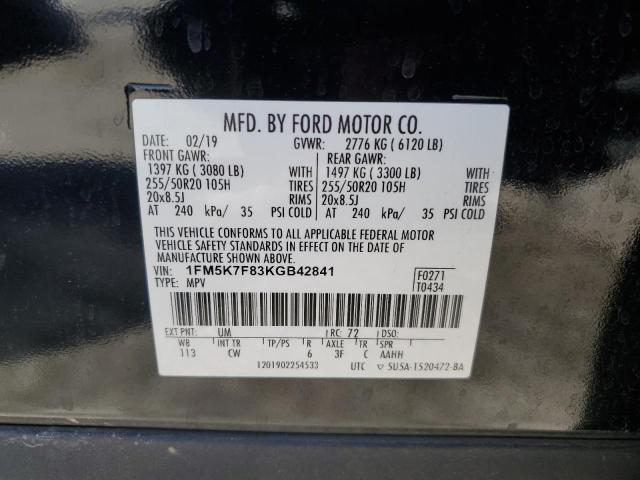 MFD. BY FORD MOTOR CO.
DATE: 02/19 GVWR: 2776 KG ( 6120 LB)
FRONT GAWR: REAR GAWR:
1397 KG ( 3080 LB) WITH 1497 KG ( 3300 LB) WITH
255/50R20 105H TIRES 255/50R20 105H TIRES
20x8.5J RIMS 20x8.5J RIMS
AT 240 kPa/ 35 PSI COLD AT 240 kPa/ 35 PSI COLD
THIS VEHICLE CONFORMS TO ALL APPLICABLE FEDERAL MOTOR
VEHICLE SAFETY STANDARDS IN EFFECT ON THE DATE OF
MANUFACTURE SHOWN ABOVE.
VIN: 1FM5K7F83KGB42841 F0271
TYPE: MPV T0434
EXT PNT: UM RC: 72 DSO:
WB INT TR TP/PS R AXLE TR SPR
113 CW 6 3F C AAHH
1201902254533 UTC ▽ 5U5A-1520472-BA